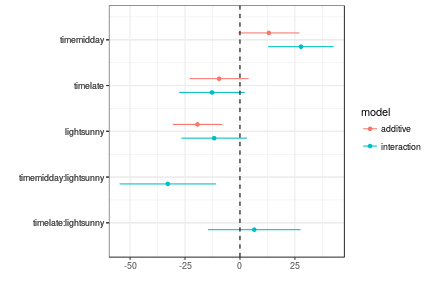 timemidday
timelate
lightsunny
timemidday:lightsunny
timelate:lightsunny
-50 -25 0 25
model
additive
interaction